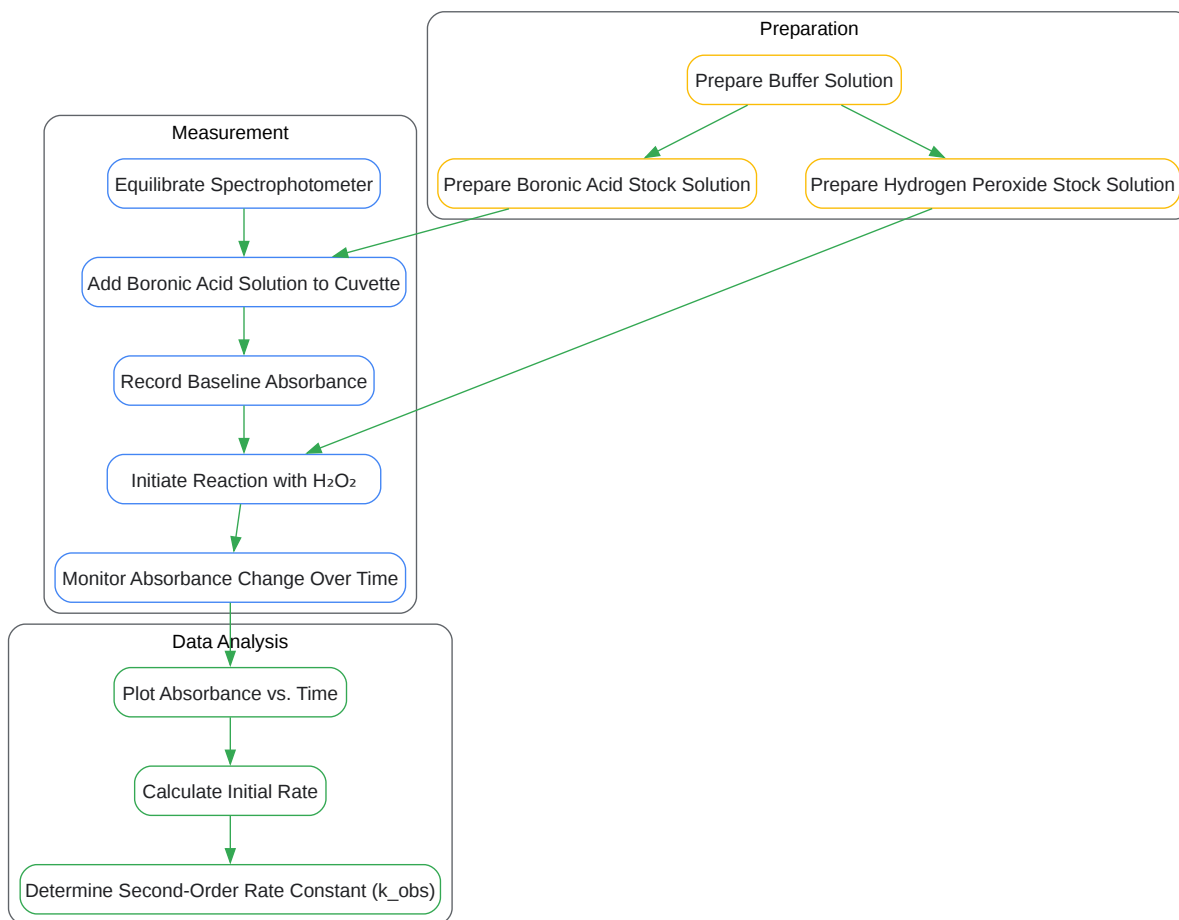 Preparation
Prepare Buffer Solution
Prepare Boronic Acid Stock Solution
Prepare Hydrogen Peroxide Stock Solution
Measurement
Equilibrate Spectrophotometer
Add Boronic Acid Solution to Cuvette
Record Baseline Absorbance
Initiate Reaction with H₂O₂
Monitor Absorbance Change Over Time
Data Analysis
Plot Absorbance vs. Time
Calculate Initial Rate
Determine Second-Order Rate Constant (k_obs)